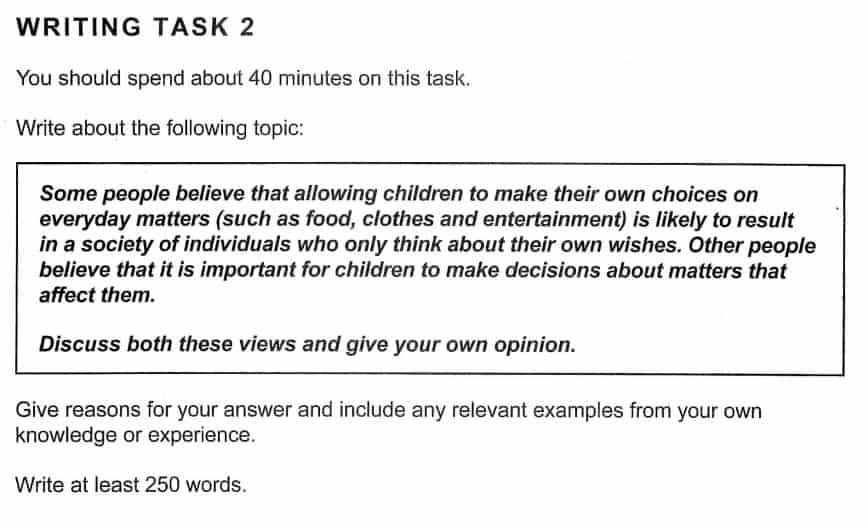 WRITING TASK 2
You should spend about 40 minutes on this task.
Write about the following topic:
Some people believe that allowing children to make their own choices on
everyday matters (such as food, clothes and entertainment) is likely to result
in a society of individuals who only think about their own wishes. Other people
believe that it is important for children to make decisions about matters that
affect them.
Discuss both these views and give your own opinion.
Give reasons for your answer and include any relevant examples from your own
knowledge or experience.
Write at least 250 words.